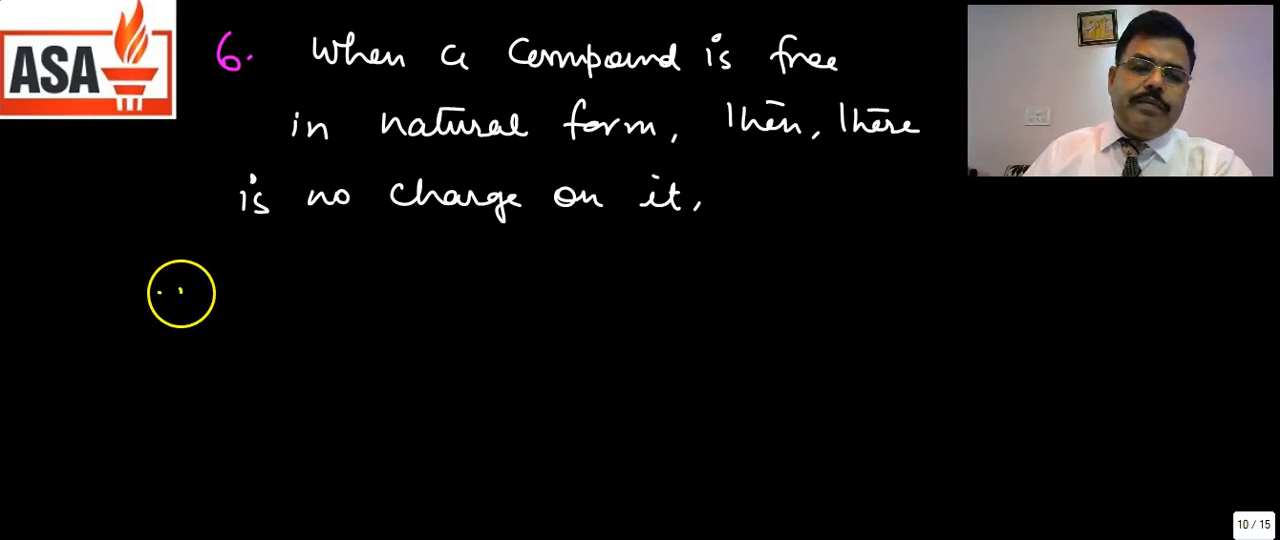 ASA
6. When a compound is free
in natural form, Then, There
is no charge on it,
10 / 15